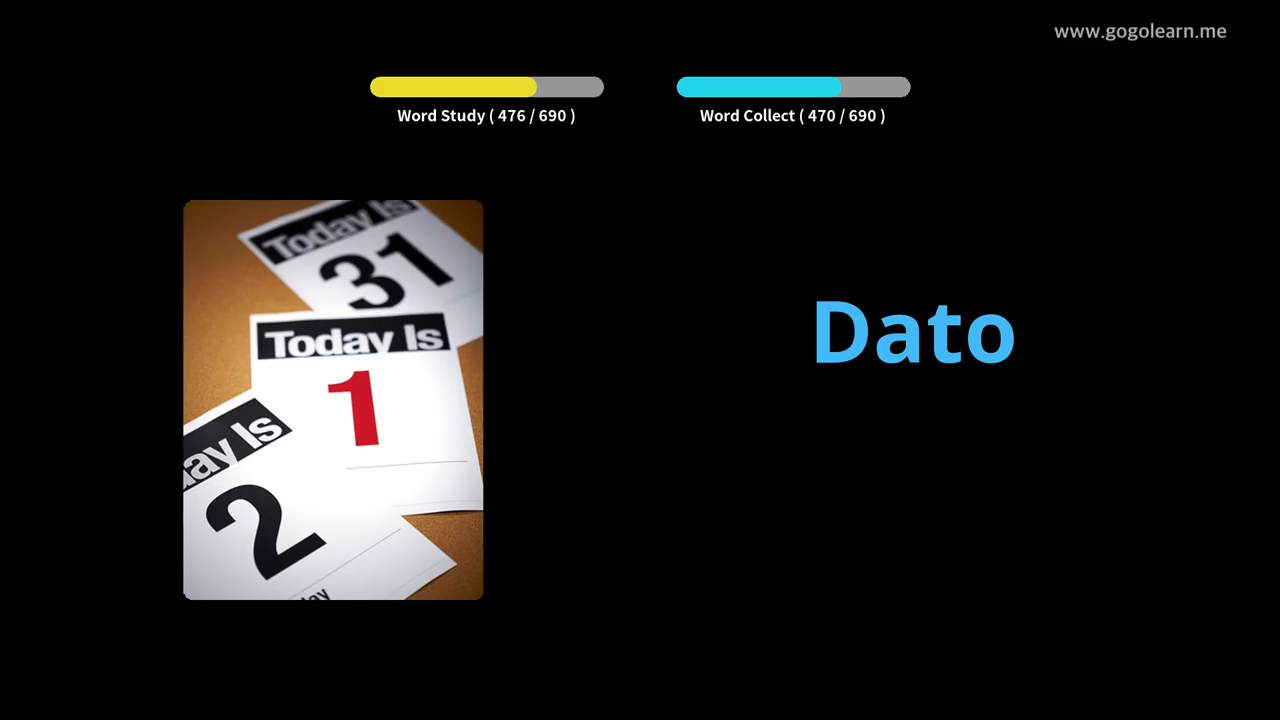 www.gogolearn.me
Word Study ( 476 / 690 )
Word Collect ( 470 / 690 )
Today Is
31
Today Is
1
ay Is
2
Dato